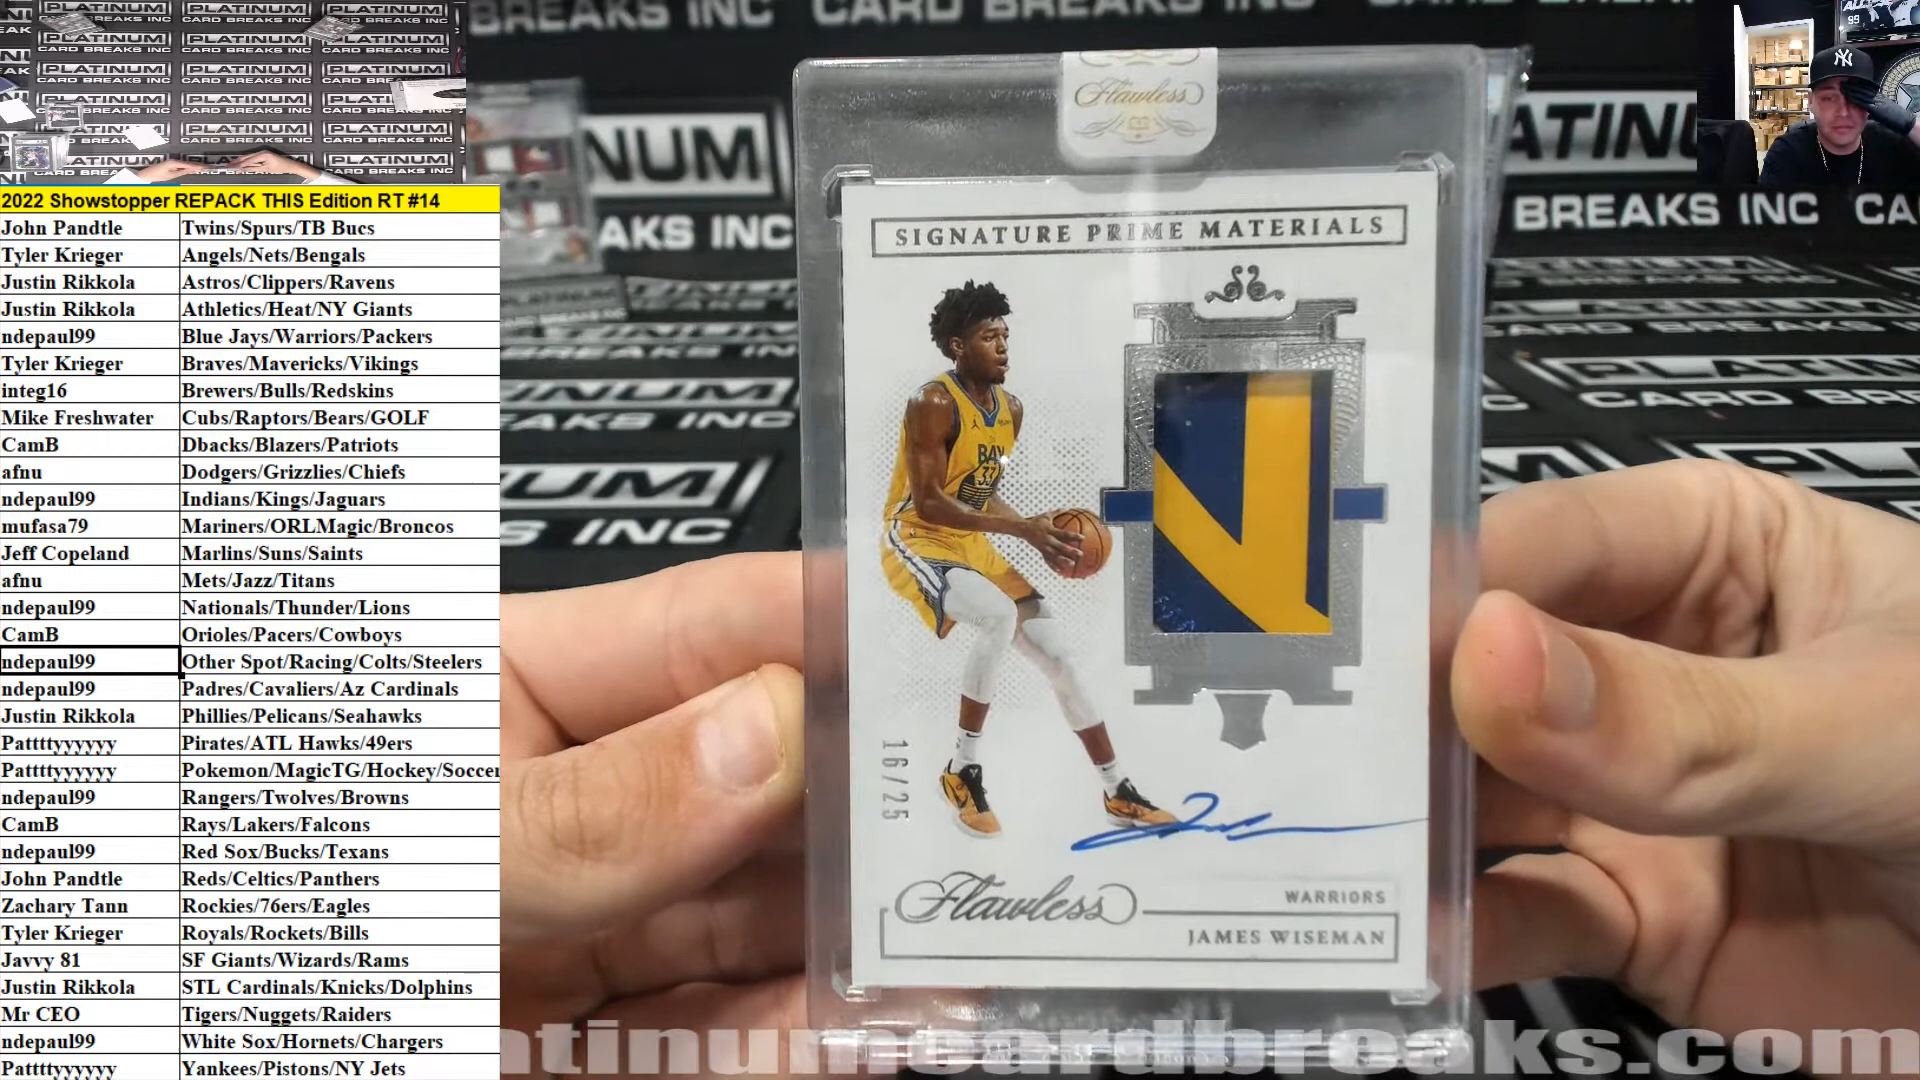 2022 Showstopper REPACK THIS Edition RT #14
John Pandtle Twins/Spurs/TB Bucs
Tyler Krieger Angels/Nets/Bengals
Justin Rikkola Astros/Clippers/Ravens
Justin Rikkola Athletics/Heat/NY Giants
ndepaul99 Blue Jays/Warriors/Packers
Tyler Krieger Braves/Mavericks/Vikings
integ16 Brewers/Bulls/Redskins
Mike Freshwater Cubs/Raptors/Bears/GOLF
CamB Dbacks/Blazers/Patriots
afnu Dodgers/Grizzlies/Chiefs
ndepaul99 Indians/Kings/Jaguars
mufasa79 Mariners/ORLMagic/Broncos
Jeff Copeland Marlins/Suns/Saints
afnu Mets/Jazz/Titans
ndepaul99 Nationals/Thunder/Lions
CamB Orioles/Pacers/Cowboys
ndepaul99 Other Spot/Racing/Colts/Steelers
ndepaul99 Padres/Cavaliers/Az Cardinals
Justin Rikkola Phillies/Pelicans/Seahawks
Pattttyyyyyy Pirates/ATL Hawks/49ers
Pattttyyyyyy Pokemon/MagicTG/Hockey/Soccer
ndepaul99 Rangers/Twolves/Browns
CamB Rays/Lakers/Falcons
ndepaul99 Red Sox/Bucks/Texans
John Pandtle Reds/Celtics/Panthers
Zachary Tann Rockies/76ers/Eagles
Tyler Krieger Royals/Rockets/Bills
Javvy 81 SF Giants/Wizards/Rams
Justin Rikkola STL Cardinals/Knicks/Dolphins
Mr CEO Tigers/Nuggets/Raiders
ndepaul99 White Sox/Hornets/Chargers
Pattttyyyyyy Yankees/Pistons/NY Jets
Flawless
SIGNATURE PRIME MATERIALS
BAY
33
16/25
Flawless
WARRIORS
JAMES WISEMAN
PLATINUM
CARD BREAKS INC
atinumcardbreaks.com